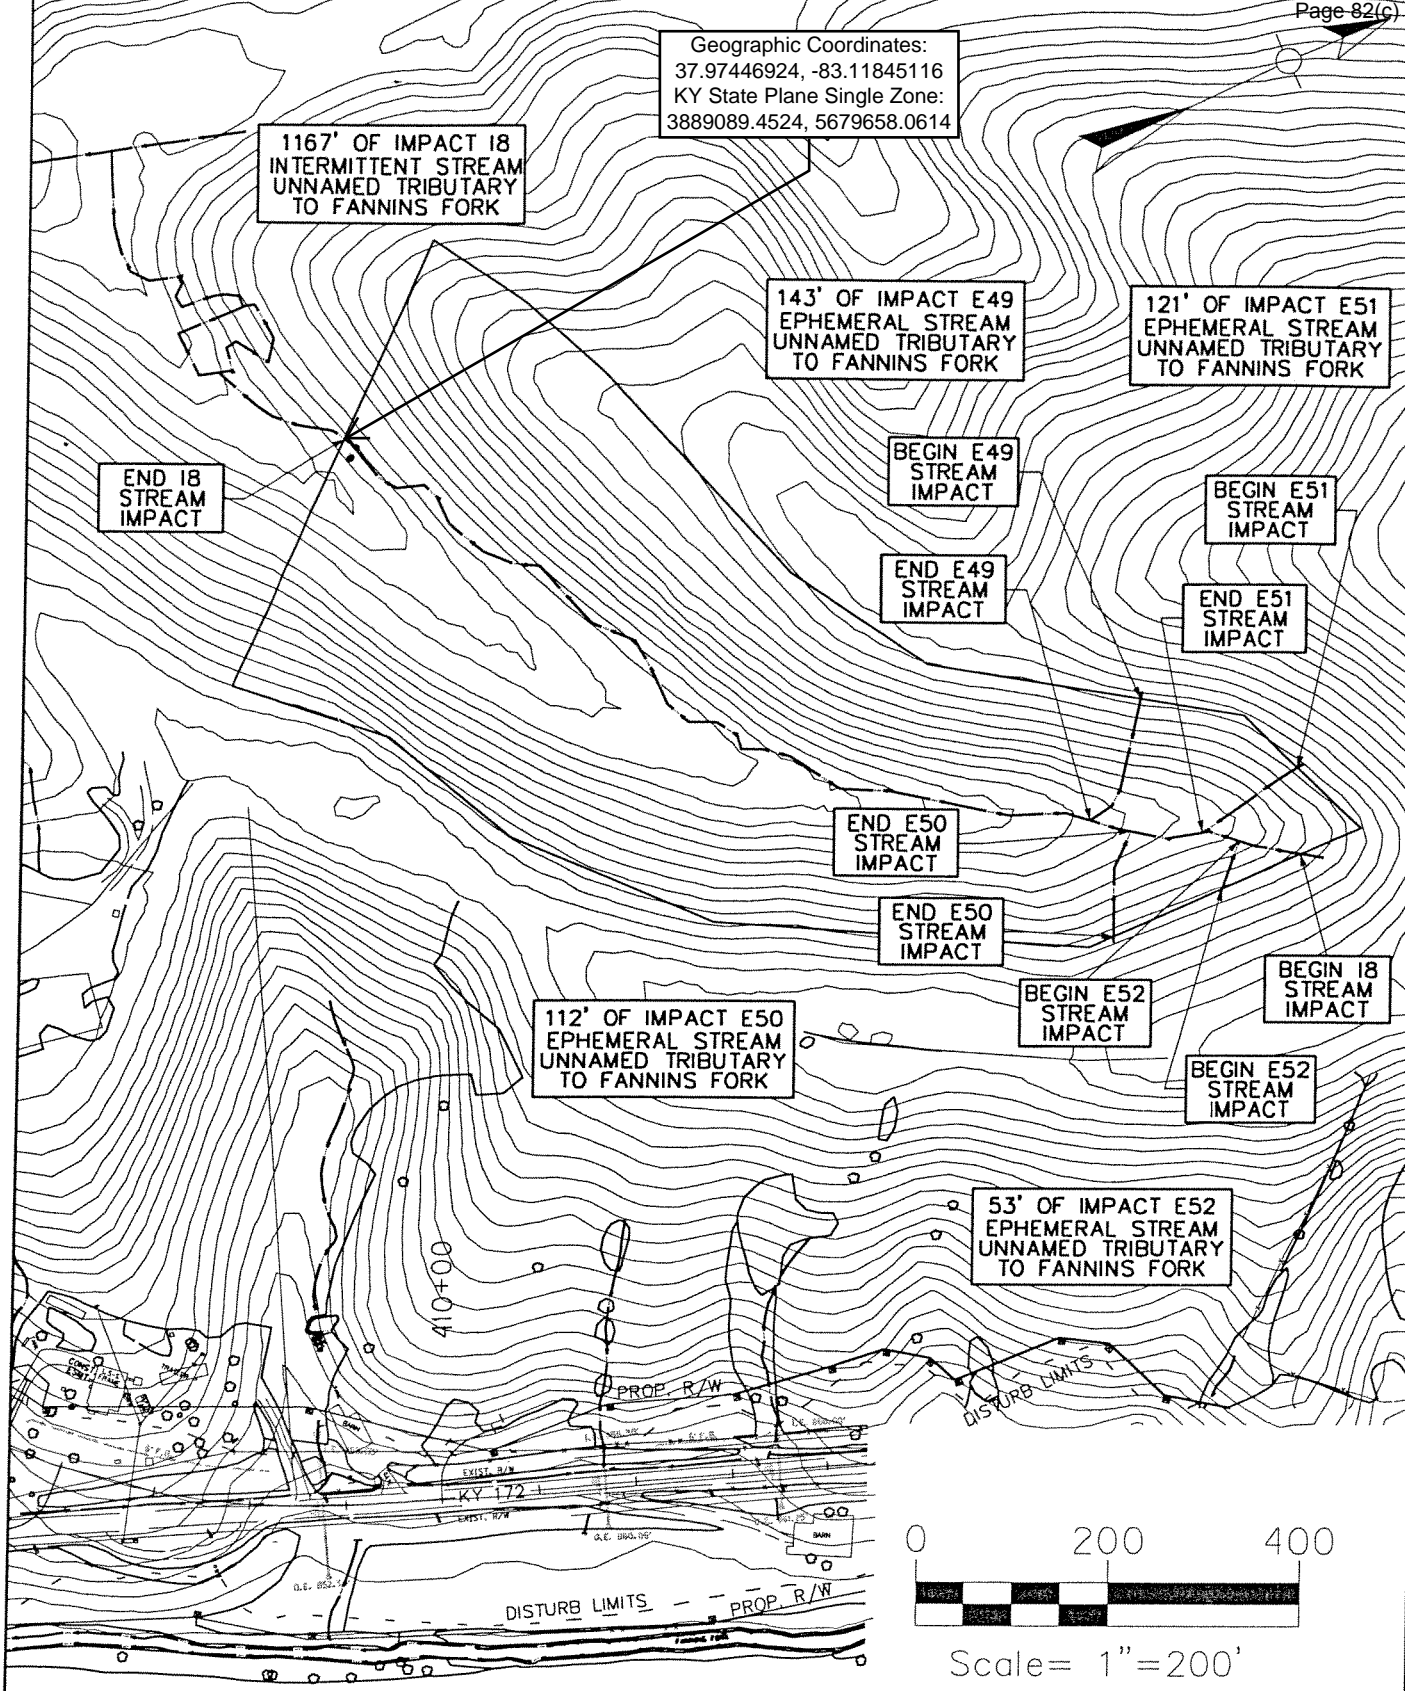 Page 82(c)
Geographic Coordinates:
37.97446924, -83.11845116
KY State Plane Single Zone:
3889089.4524, 5679658.0614
1167' OF IMPACT I8
INTERMITTENT STREAM
UNNAMED TRIBUTARY
TO FANNINS FORK
143' OF IMPACT E49
EPHEMERAL STREAM
UNNAMED TRIBUTARY
TO FANNINS FORK
121' OF IMPACT E51
EPHEMERAL STREAM
UNNAMED TRIBUTARY
TO FANNINS FORK
END I8
STREAM
IMPACT
BEGIN E49
STREAM
IMPACT
BEGIN E51
STREAM
IMPACT
END E49
STREAM
IMPACT
END E51
STREAM
IMPACT
END E50
STREAM
IMPACT
END E50
STREAM
IMPACT
BEGIN E52
STREAM
IMPACT
BEGIN I8
STREAM
IMPACT
112' OF IMPACT E50
EPHEMERAL STREAM
UNNAMED TRIBUTARY
TO FANNINS FORK
BEGIN E52
STREAM
IMPACT
53' OF IMPACT E52
EPHEMERAL STREAM
UNNAMED TRIBUTARY
TO FANNINS FORK
410+00
PROP. R/W
DISTURB LIMITS
BARN
EXIST. R/W
KY 172
EXIST. R/W
BARN
DISTURB LIMITS
PROP. R/W
0 200 400
Scale= 1"=200'